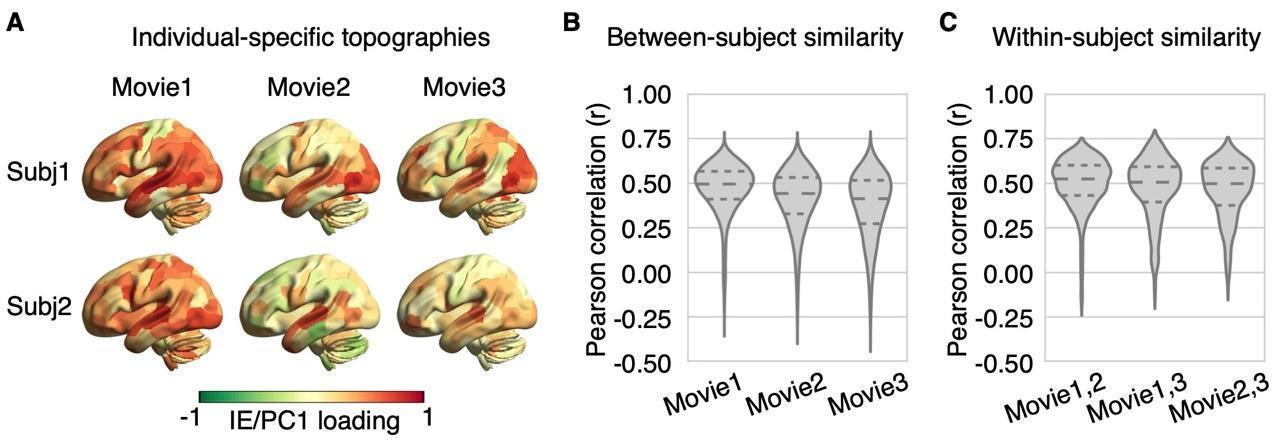 A
Individual-specific topographies
Movie1 Movie2 Movie3
Subj1
Subj2
-1 IE/PC1 loading 1
B
Between-subject similarity
Pearson correlation (r)
1.00
0.75
0.50
0.25
0.00
-0.25
-0.50
Movie1 Movie2 Movie3
C
Within-subject similarity
Pearson correlation (r)
1.00
0.75
0.50
0.25
0.00
-0.25
-0.50
Movie1,2 Movie1,3 Movie2,3